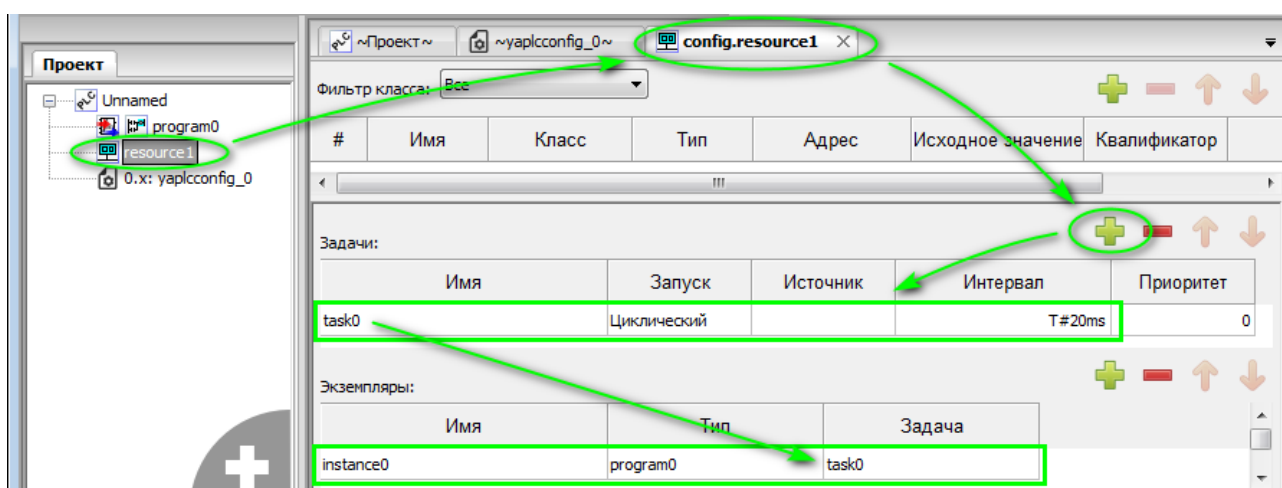 ~Проект~ ~yaplcconfig_0~ config.resource1
Проект
Фильтр класса: Все
Unnamed
program0
resource1
0.x: yaplcconfig_0
# Имя Класс Тип Адрес Исходное значение Квалификатор
Задачи:
Имя Запуск Источник Интервал Приоритет
task0 Циклический T#20ms 0
Экземпляры:
Имя Тип Задача
instance0 program0 task0